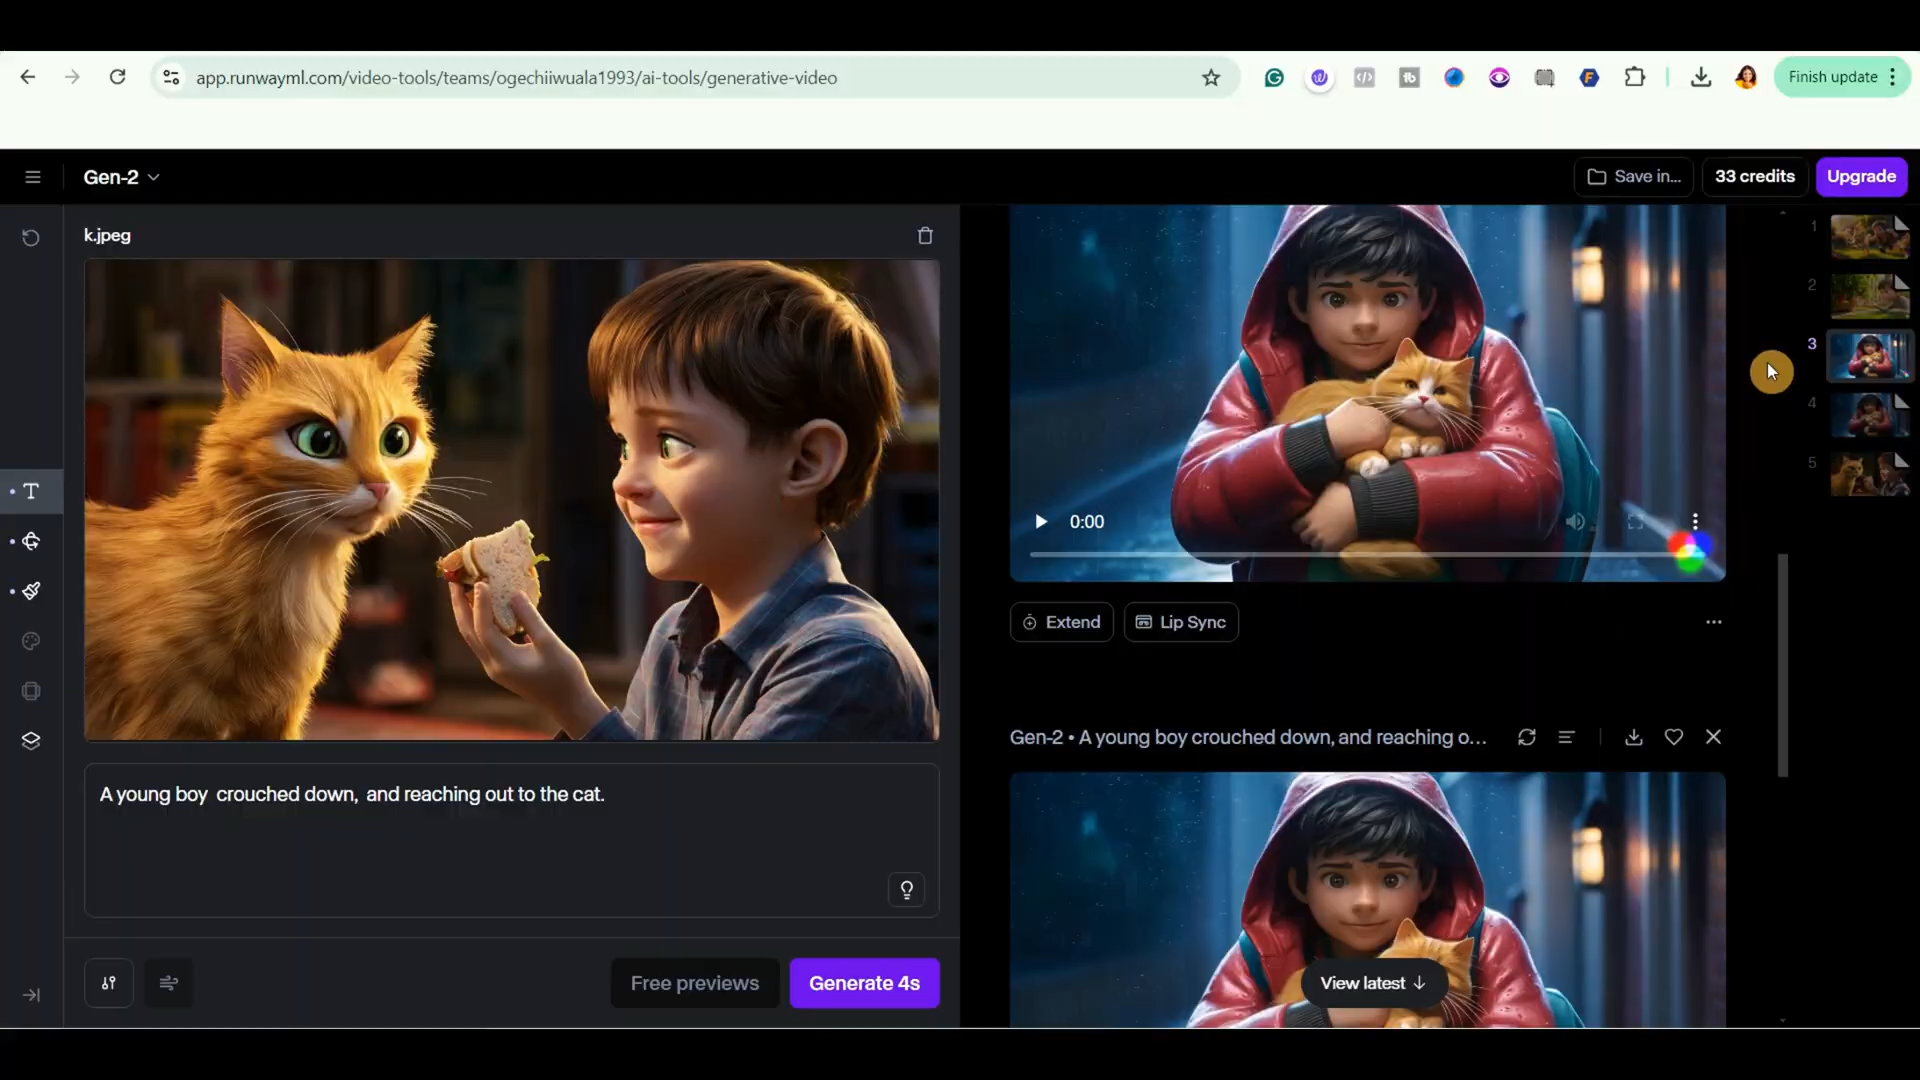 app.runwayml.com/video-tools/teams/ogechiiwuala1993/ai-tools/generative-video
Finish update
Gen-2
Save in...
33 credits
Upgrade
k.jpeg
1
2
3
4
5
0:00
Extend
Lip Sync
Gen-2 • A young boy crouched down, and reaching o...
A young boy crouched down, and reaching out to the cat.
View latest ↓
Free previews
Generate 4s